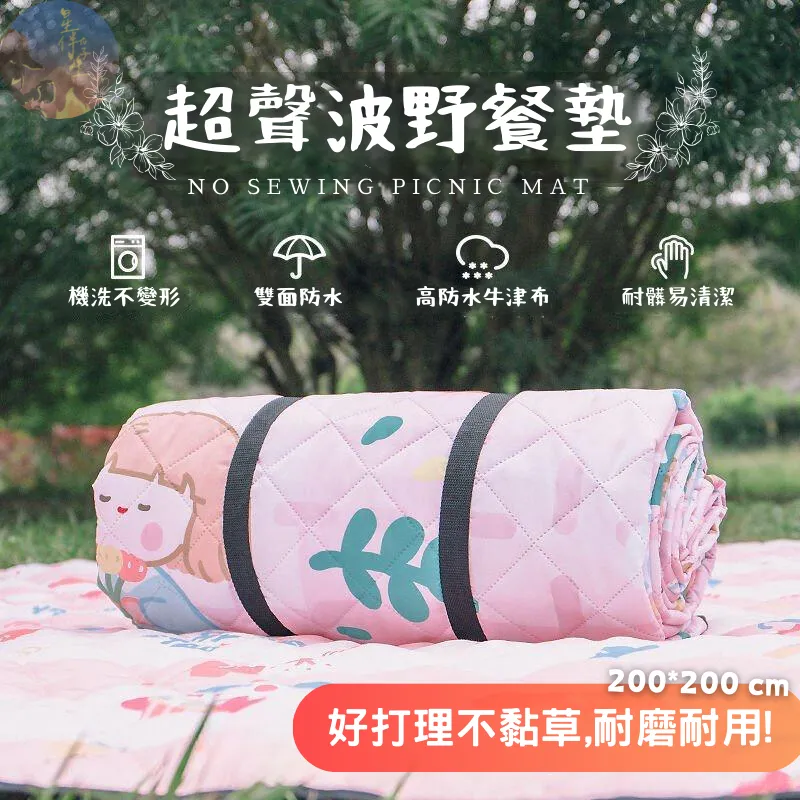 超聲波野餐墊
NO SEWING PICNIC MAT
機洗不變形
雙面防水
高防水牛津布
耐髒易清潔
200*200 cm
好打理不黏草,耐磨耐用!